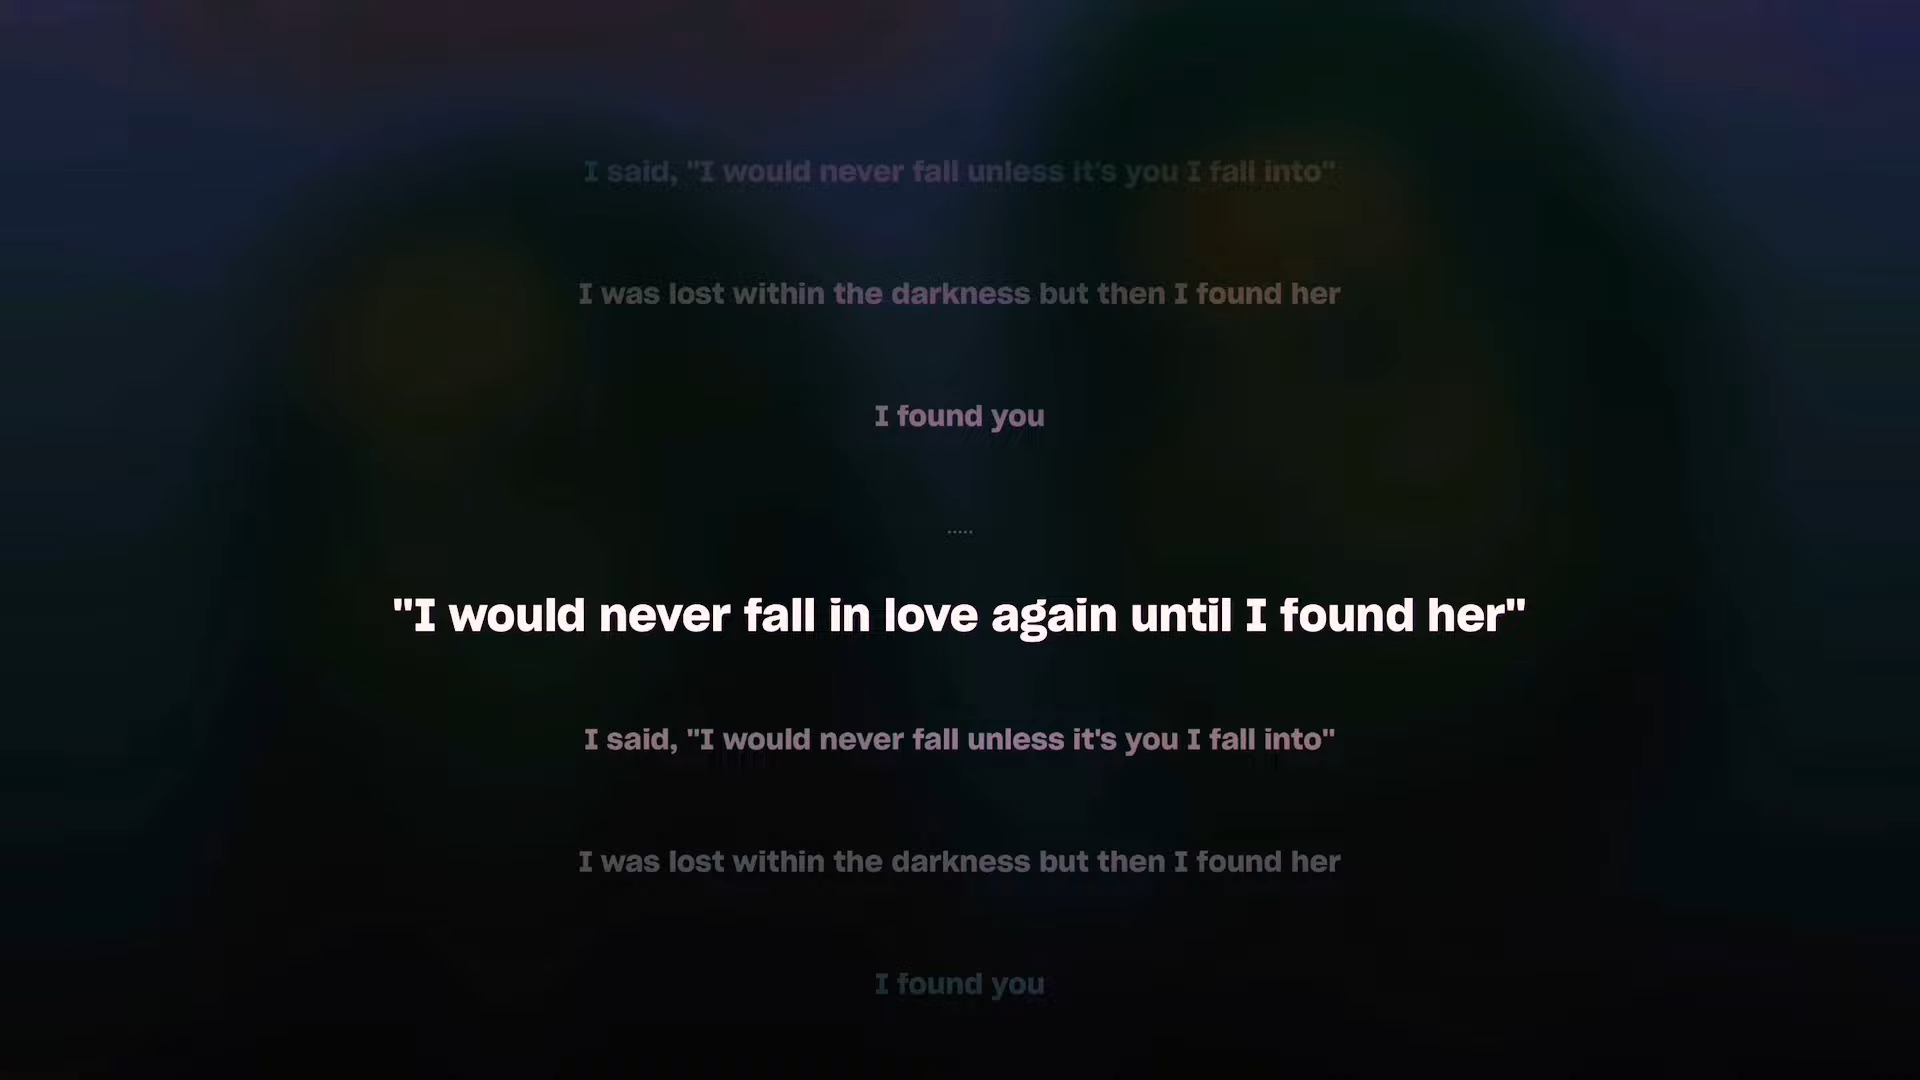 I said, "I would never fall unless it's you I fall into"
I was lost within the darkness but then I found her
I found you
.....
"I would never fall in love again until I found her"
I said, "I would never fall unless it's you I fall into"
I was lost within the darkness but then I found her
I found you